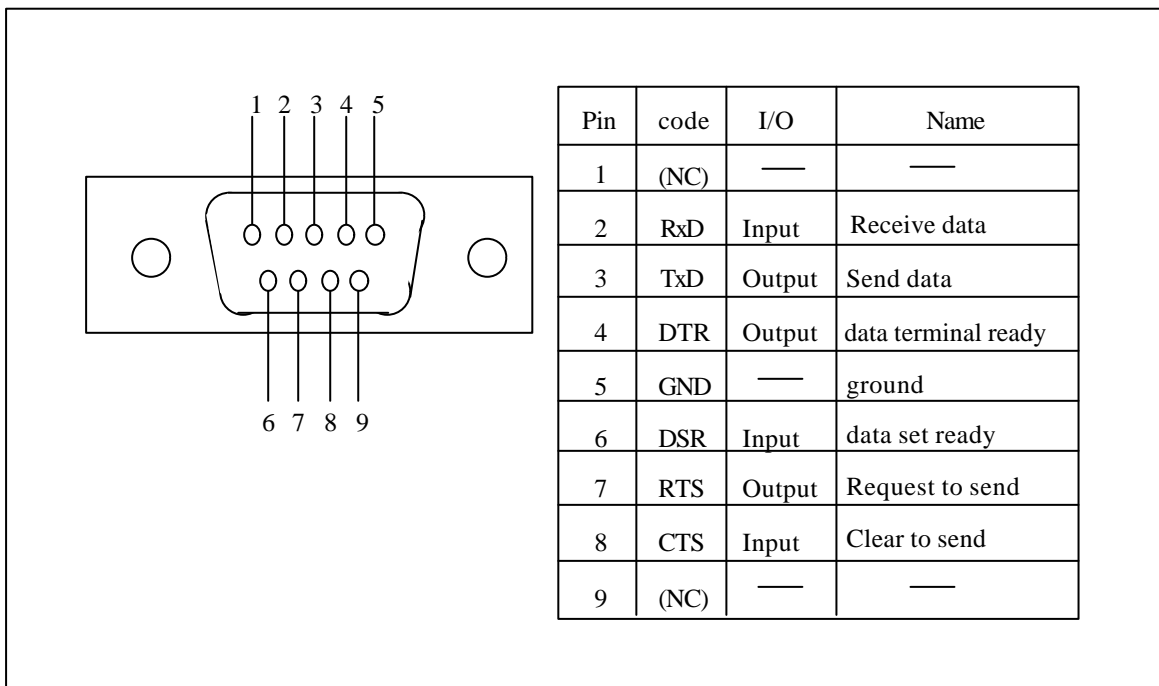 1 2 3 4 5
6 7 8 9
Pin code I/O Name
1 (NC) — —
2 RxD Input Receive data
3 TxD Output Send data
4 DTR Output data terminal ready
5 GND — ground
6 DSR Input data set ready
7 RTS Output Request to send
8 CTS Input Clear to send
9 (NC) — —